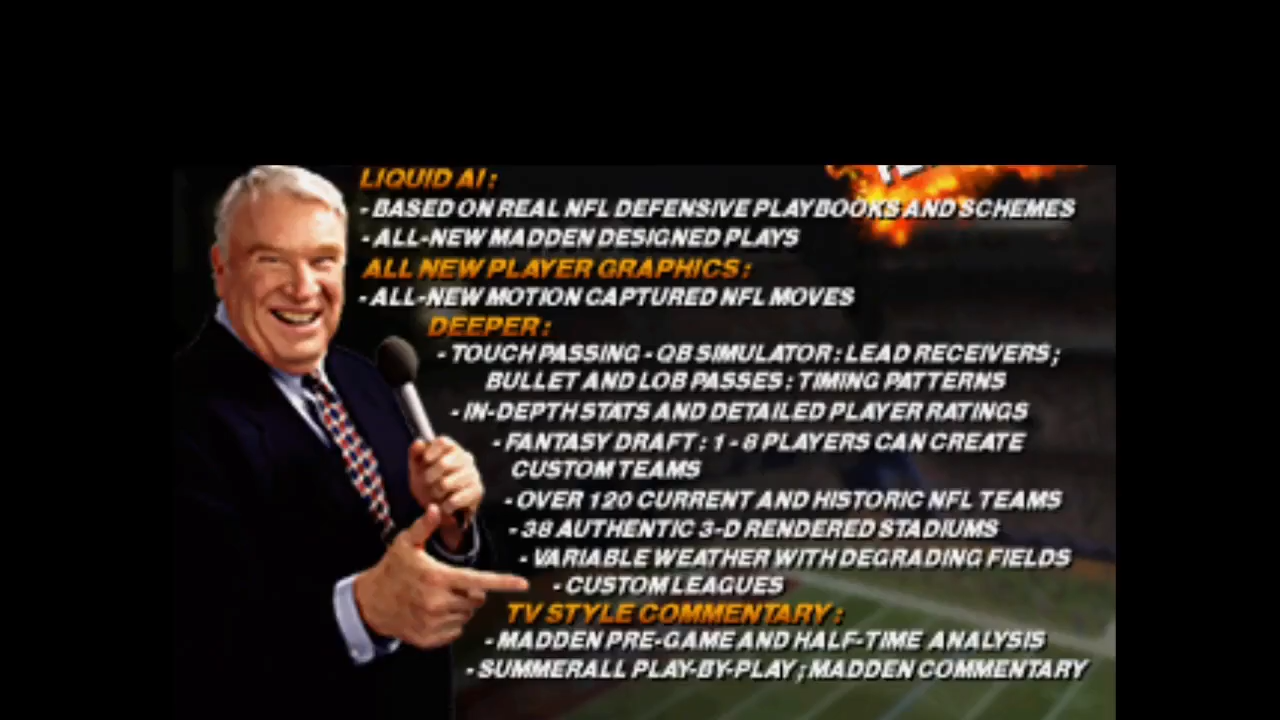 LIQUID AI :
- BASED ON REAL NFL DEFENSIVE PLAYBOOKS AND SCHEMES
- ALL-NEW MADDEN DESIGNED PLAYS
ALL NEW PLAYER GRAPHICS :
- ALL-NEW MOTION CAPTURED NFL MOVES
DEEPER :
- TOUCH PASSING - QB SIMULATOR : LEAD RECEIVERS ;
BULLET AND LOB PASSES : TIMING PATTERNS
- IN-DEPTH STATS AND DETAILED PLAYER RATINGS
- FANTASY DRAFT : 1 - 8 PLAYERS CAN CREATE
CUSTOM TEAMS
- OVER 120 CURRENT AND HISTORIC NFL TEAMS
- 38 AUTHENTIC 3-D RENDERED STADIUMS
- VARIABLE WEATHER WITH DEGRADING FIELDS
- CUSTOM LEAGUES
TV STYLE COMMENTARY :
- MADDEN PRE-GAME AND HALF-TIME ANALYSIS
- SUMMERALL PLAY-BY-PLAY ; MADDEN COMMENTARY